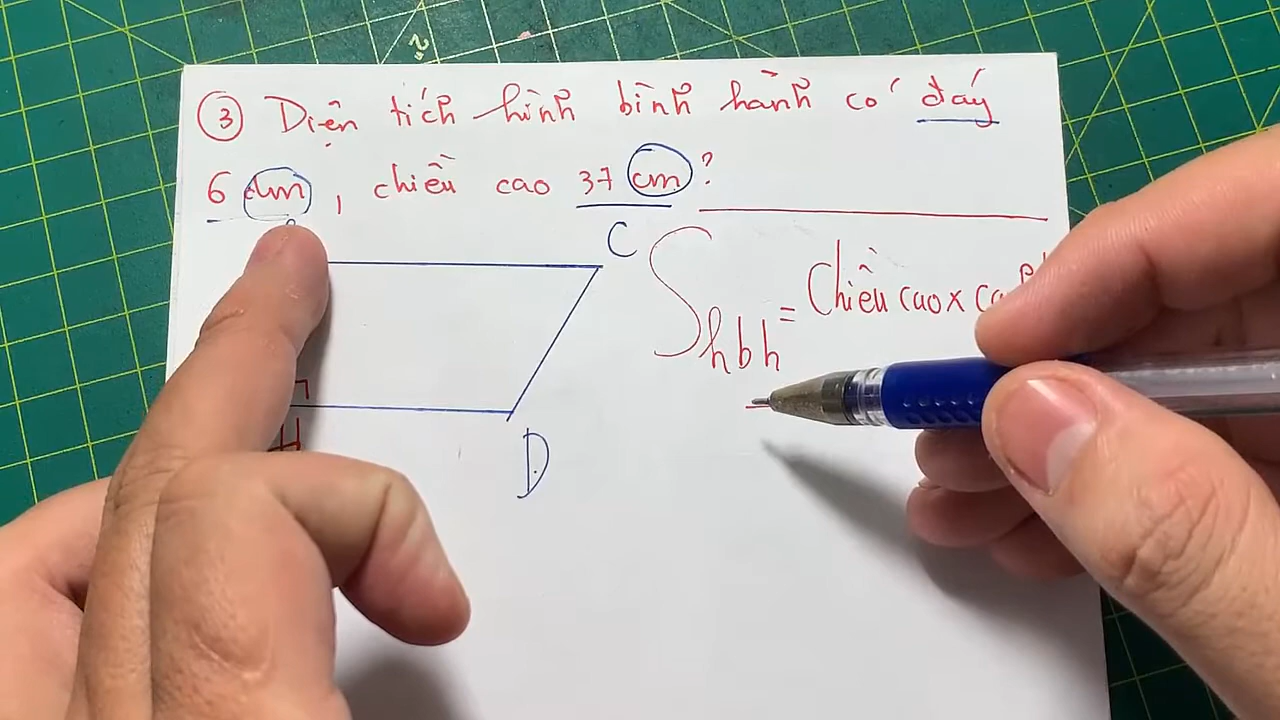 ③ Diện tích hình bình hành có đáy
6 dm, chiều cao 37 cm?
C
S hbh = Chiều cao x
D
H